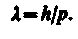 λ = h/p.